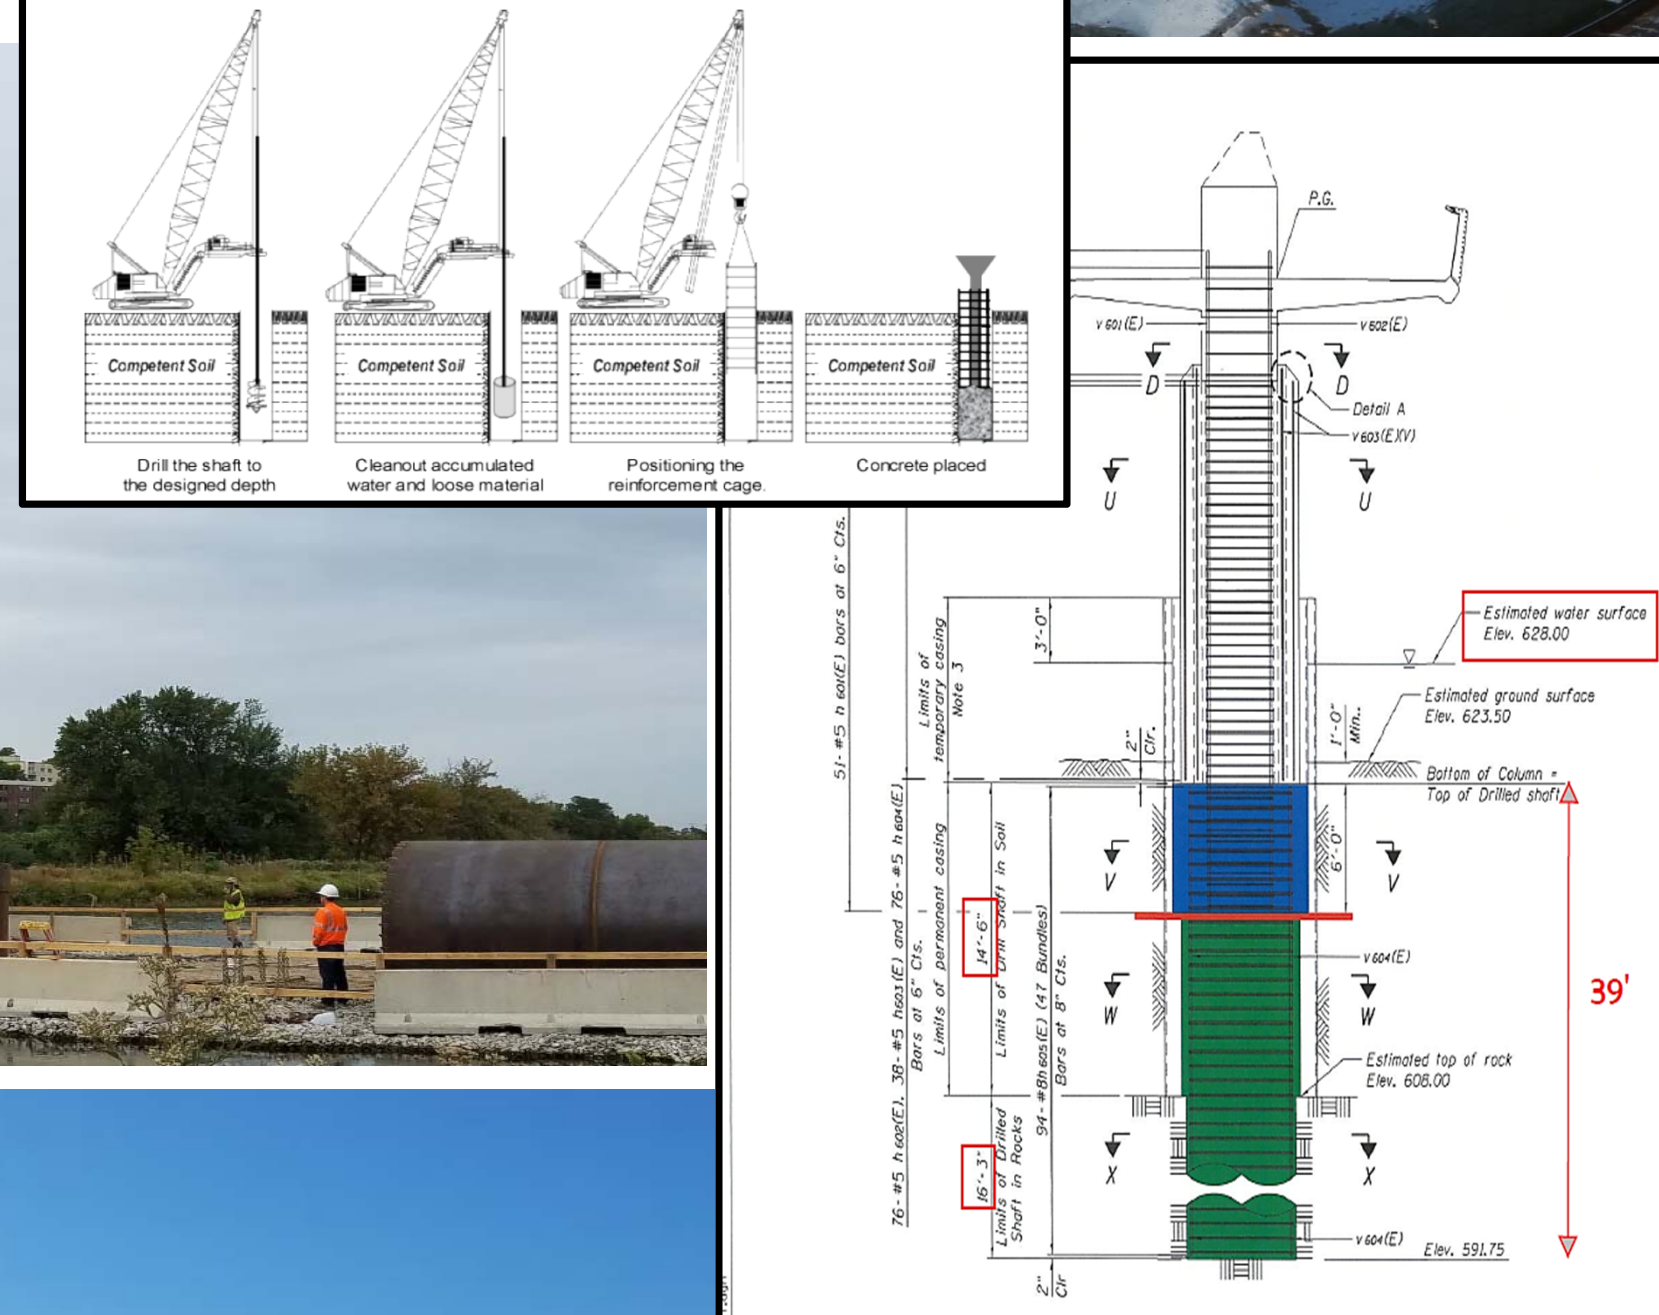 Competent Soil
Competent Soil
Competent Soil
Competent Soil
Drill the shaft to
the designed depth
Cleanout accumulated
water and loose material
Positioning the
reinforcement cage.
Concrete placed
P.G.
v 601(E)
v 602(E)
D
D
Detail A
v 603(E)(V)
U
U
51- #5 h 601(E) bars at 6" Cts.
Limits of
temporary casing
Note 3
3'-0"
Estimated water surface
Elev. 628.00
Estimated ground surface
Elev. 623.50
2"
Clr.
1'-0"
Min..
Bottom of Column =
Top of Drilled shaft
76- #5 h 602(E), 38- #5 h603(E) and 76- #5 h604(E)
Bars at 6" Cts.
Limits of permanent casing
14'-6"
Limits of Drill Shaft in Soil
94- #8h605(E) (47 Bundles)
Bars at 8" Cts.
6'-0"
V
V
v 604(E)
W
W
39'
Estimated top of rock
Elev. 608.00
16'-3"
Limits of Drilled
Shaft in Rocks
X
X
v 604(E)
Elev. 591.75
2"
Clr